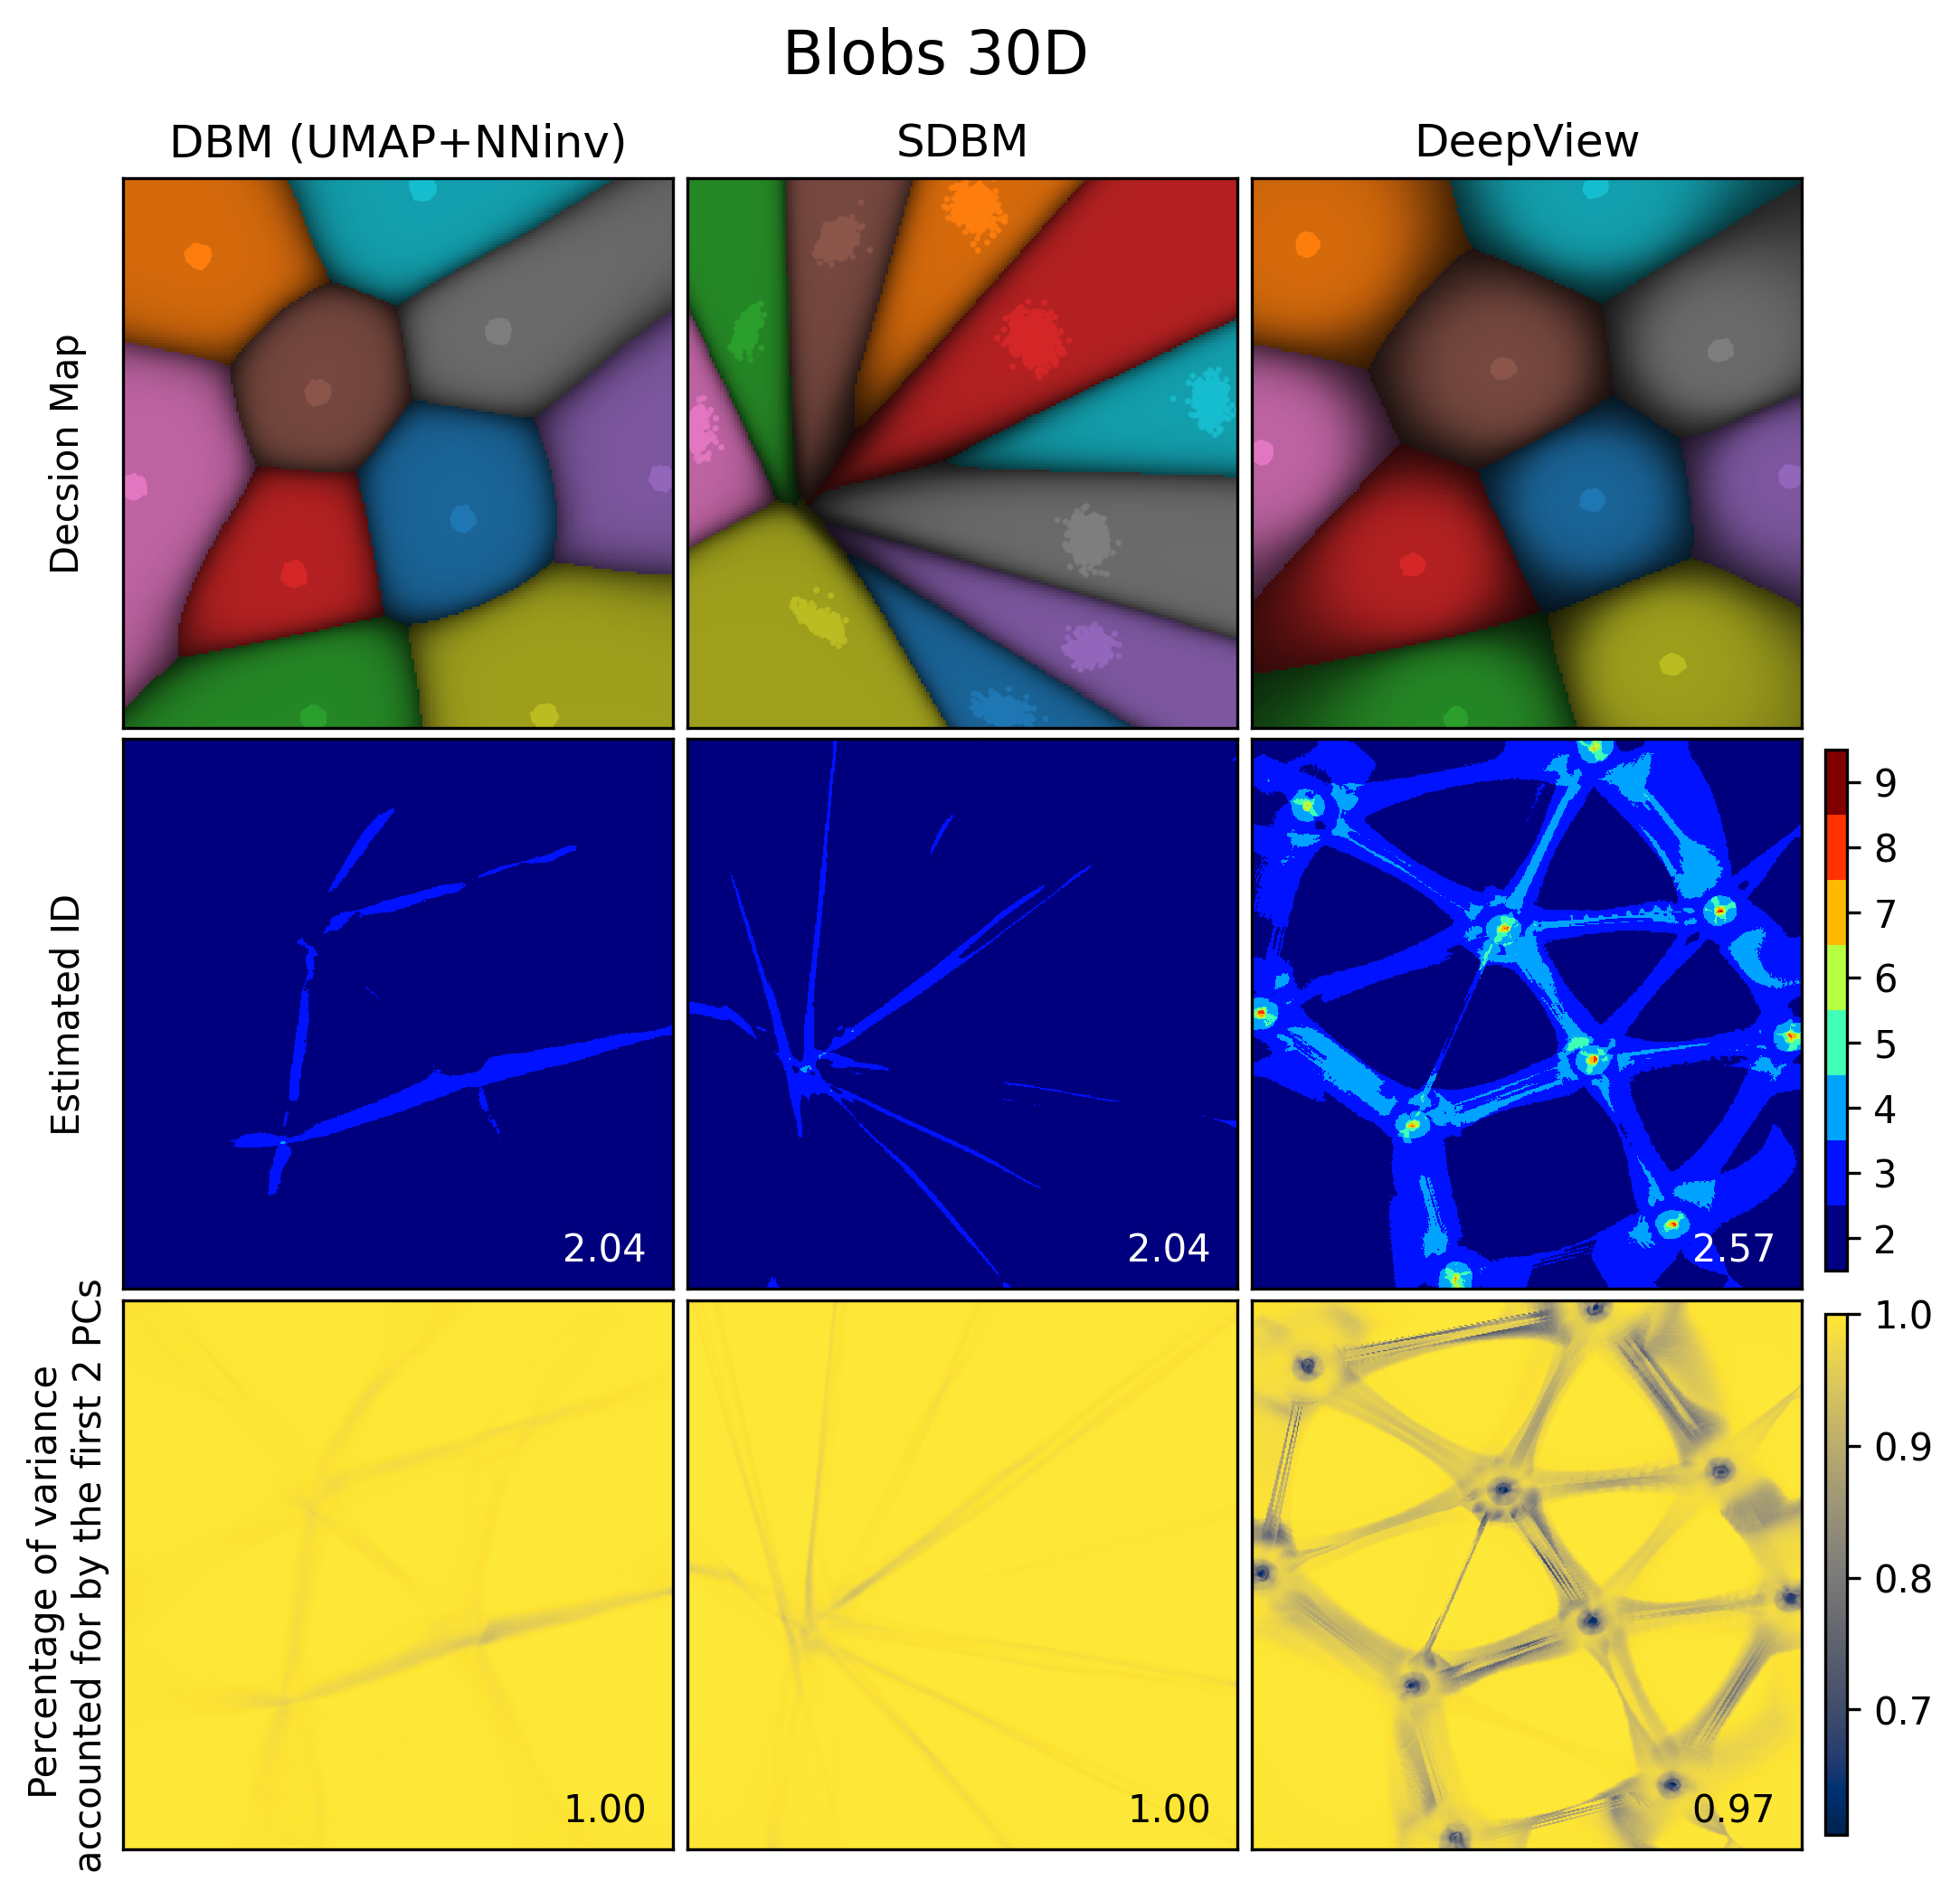 Blobs 30D
DBM (UMAP+NNinv)
SDBM
DeepView
Decsion Map
Estimated ID
2.04
2.04
2.57
9
8
7
6
5
4
3
2
Percentage of variance
accounted for by the first 2 PCs
1.00
1.00
0.97
1.0
0.9
0.8
0.7